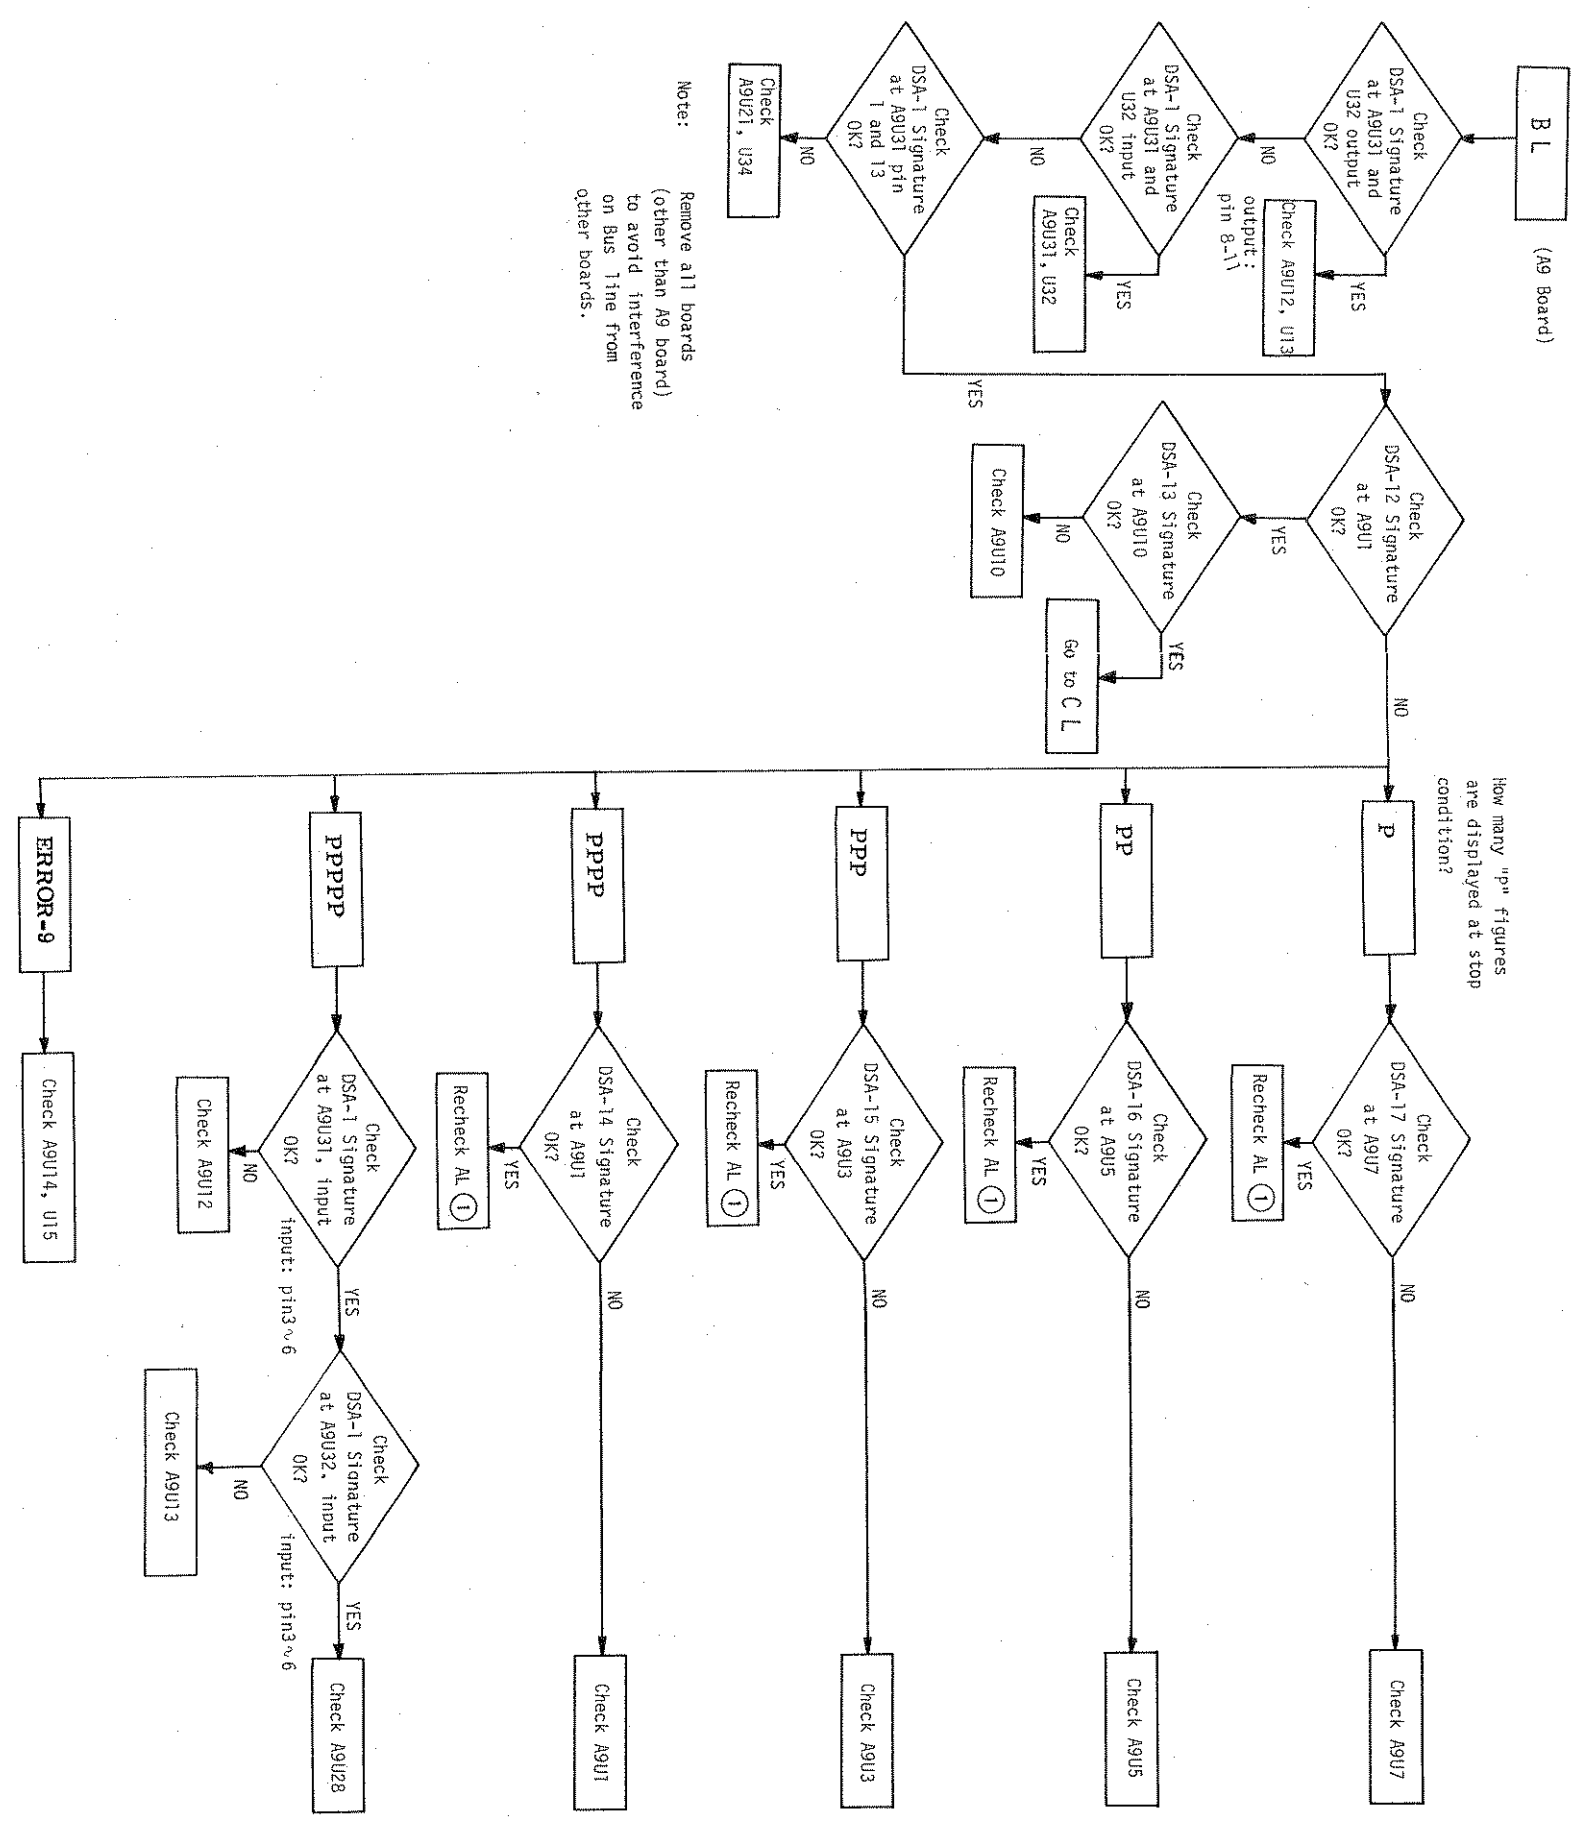 B L
(A9 Board)
Check
DSA-1 Signature
at A9U31 and
U32 output
OK?
YES
Check A9U12, U13
output:
pin 8-11
NO
Check
DSA-1 Signature
at A9U31 and
U32 input
OK?
YES
Check
A9U31, U32
NO
Check
DSA-1 Signature
at A9U31 pin
1 and 13
OK?
NO
Check
A9U21, U34
YES
Note:
Remove all boards
(other than A9 board)
to avoid interference
on Bus line from
other boards.
Check
DSA-12 Signature
at A9U1
OK?
YES
NO
Check
DSA-13 Signature
at A9U10
OK?
NO
Check A9U10
YES
Go to C L
How many "P" figures
are displayed at stop
condition?
P
Check
DSA-17 Signature
at A9U7
OK?
YES
Recheck AL 1
NO
Check A9U7
PP
Check
DSA-16 Signature
at A9U5
OK?
YES
Recheck AL 1
NO
Check A9U5
PPP
Check
DSA-15 Signature
at A9U3
OK?
YES
Recheck AL 1
NO
Check A9U3
PPPP
Check
DSA-14 Signature
at A9U1
OK?
YES
Recheck AL 1
NO
Check A9U1
PPPPP
Check
DSA-1 Signature
at A9U31, input
OK?
NO
Check A9U12
input: pin3~6
YES
Check
DSA-1 Signature
at A9U32, input
OK?
NO
Check A9U13
input: pin3~6
YES
Check A9U28
ERROR-9
Check A9U14, U15